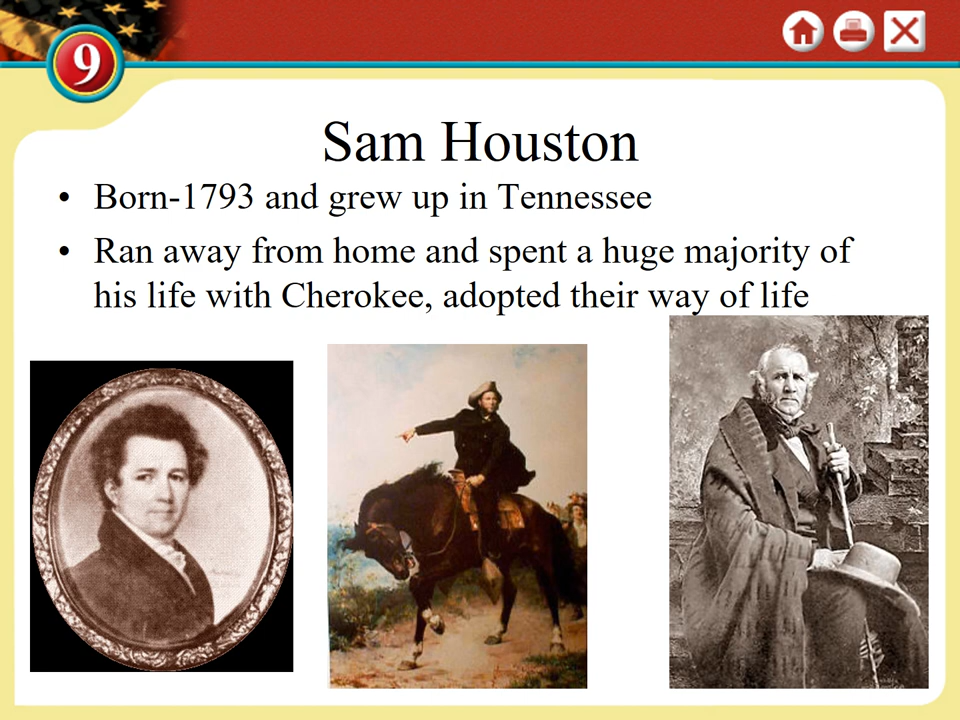 9
Sam Houston
• Born-1793 and grew up in Tennessee
• Ran away from home and spent a huge majority of
his life with Cherokee, adopted their way of life